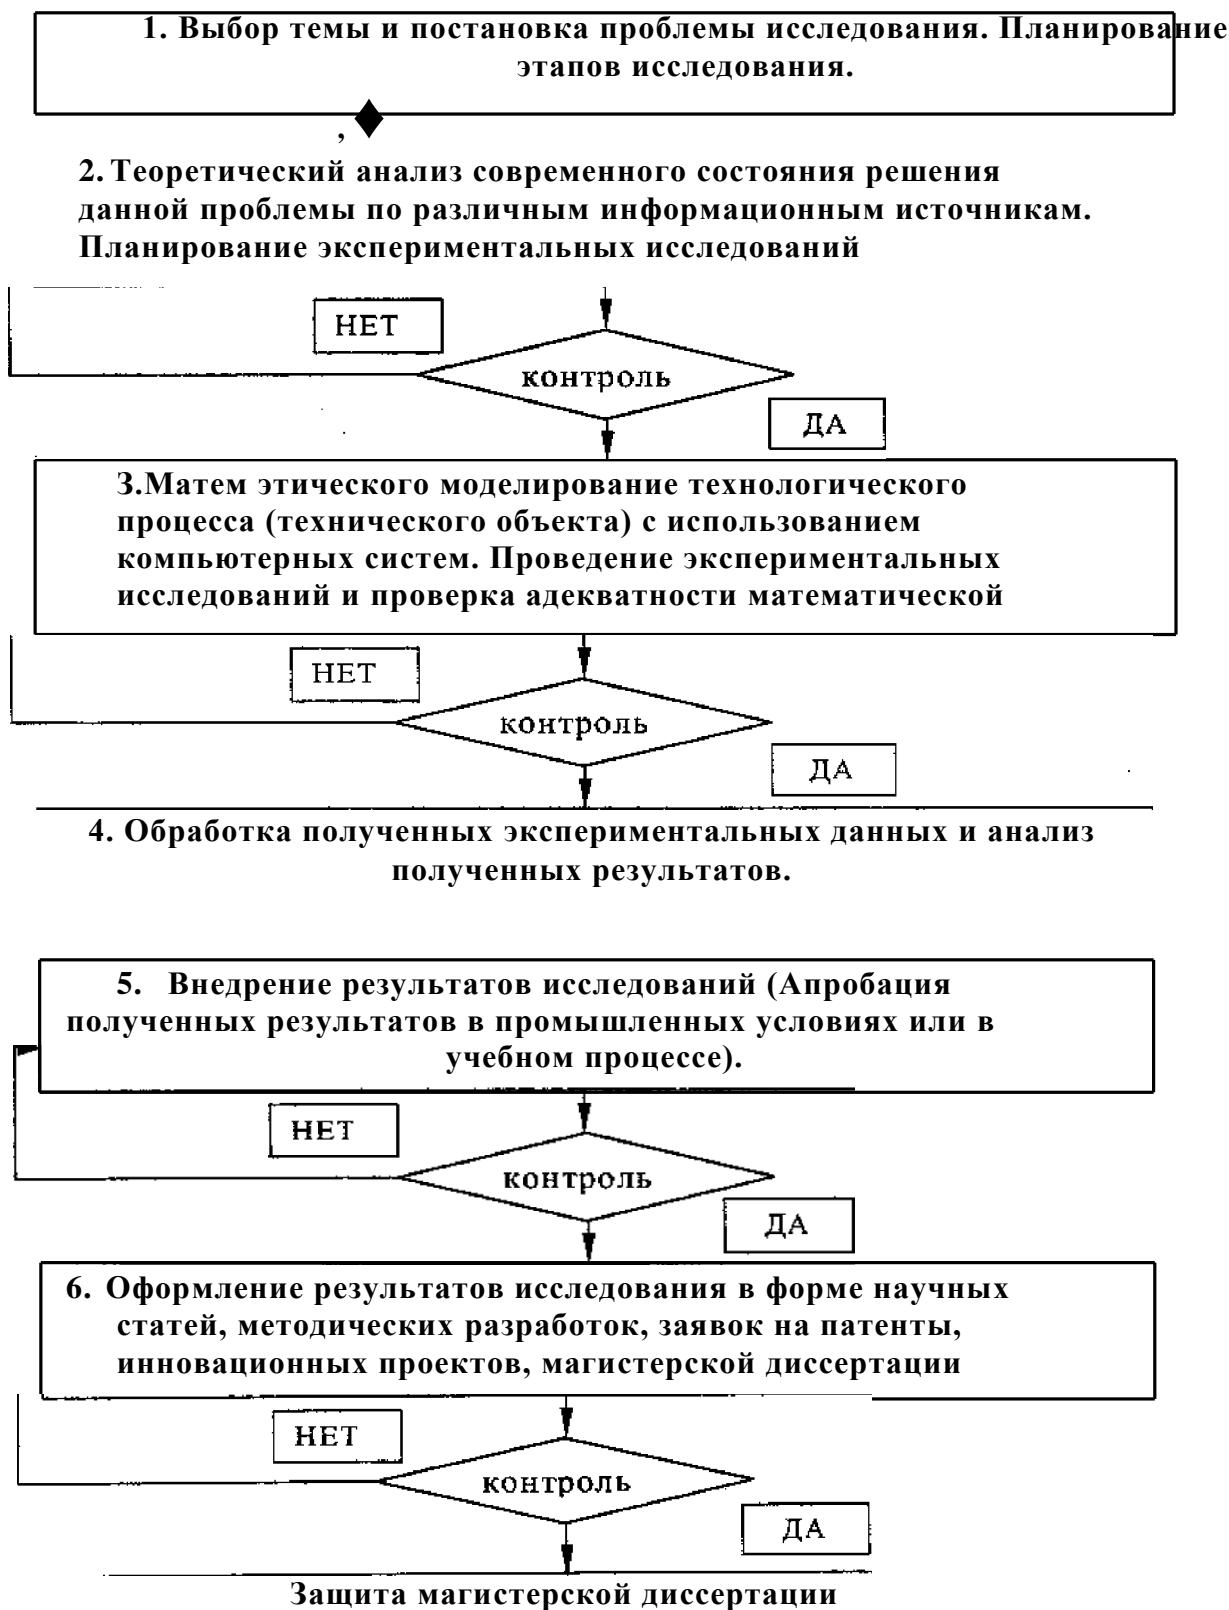 1. Выбор темы и постановка проблемы исследования. Планирование
этапов исследования.
,
2. Теоретический анализ современного состояния решения
данной проблемы по различным информационным источникам.
Планирование экспериментальных исследований
НЕТ
контроль
ДА
3.Матем этического моделирование технологического
процесса (технического объекта) с использованием
компьютерных систем. Проведение экспериментальных
исследований и проверка адекватности математической
НЕТ
контроль
ДА
4. Обработка полученных экспериментальных данных и анализ
полученных результатов.
5. Внедрение результатов исследований (Апробация
полученных результатов в промышленных условиях или в
учебном процессе).
НЕТ
контроль
ДА
6. Оформление результатов исследования в форме научных
статей, методических разработок, заявок на патенты,
инновационных проектов, магистерской диссертации
НЕТ
контроль
ДА
Защита магистерской диссертации